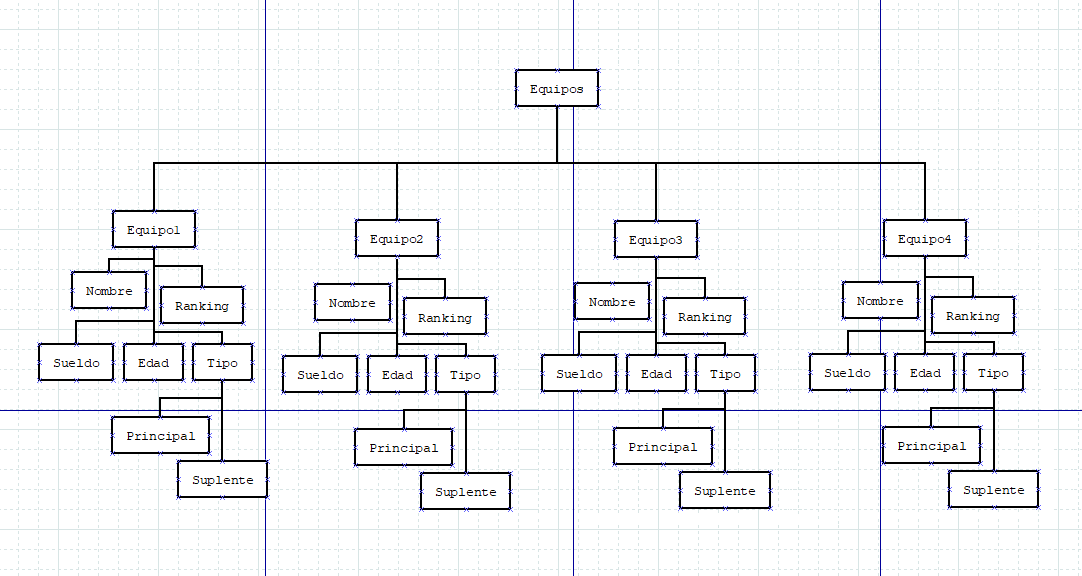 Equipos
Equipo1
Equipo2
Equipo3
Equipo4
Nombre
Ranking
Nombre
Ranking
Nombre
Ranking
Nombre
Ranking
Sueldo
Edad
Tipo
Sueldo
Edad
Tipo
Sueldo
Edad
Tipo
Sueldo
Edad
Tipo
Principal
Suplente
Principal
Suplente
Principal
Suplente
Principal
Suplente